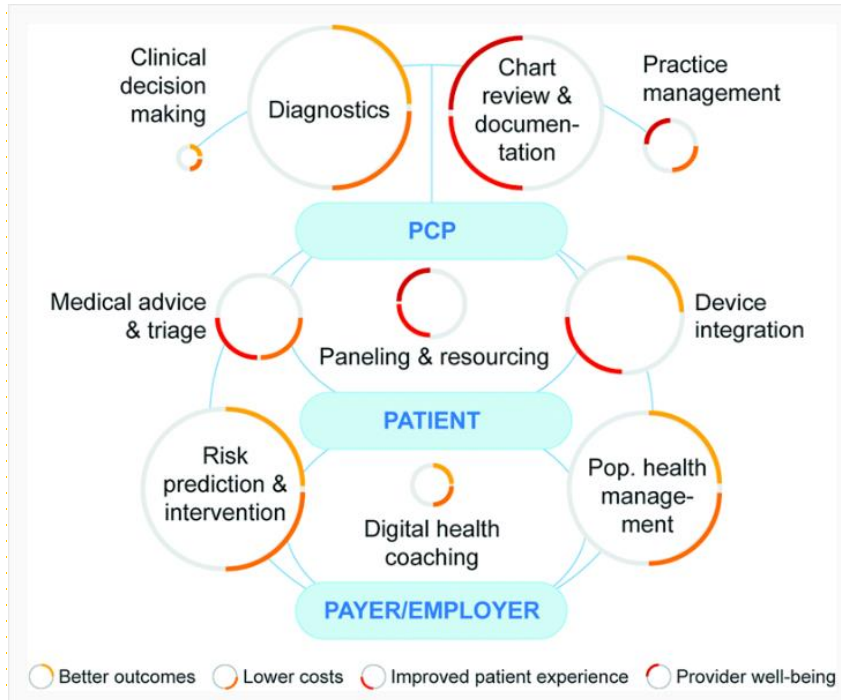 Clinical
decision
making
Diagnostics
Chart
review &
documen-
tation
Practice
management
PCP
Medical advice
& triage
Paneling & resourcing
Device
integration
PATIENT
Risk
prediction &
intervention
Digital health
coaching
Pop. health
manage-
ment
PAYER/EMPLOYER
Better outcomes Lower costs Improved patient experience Provider well-being